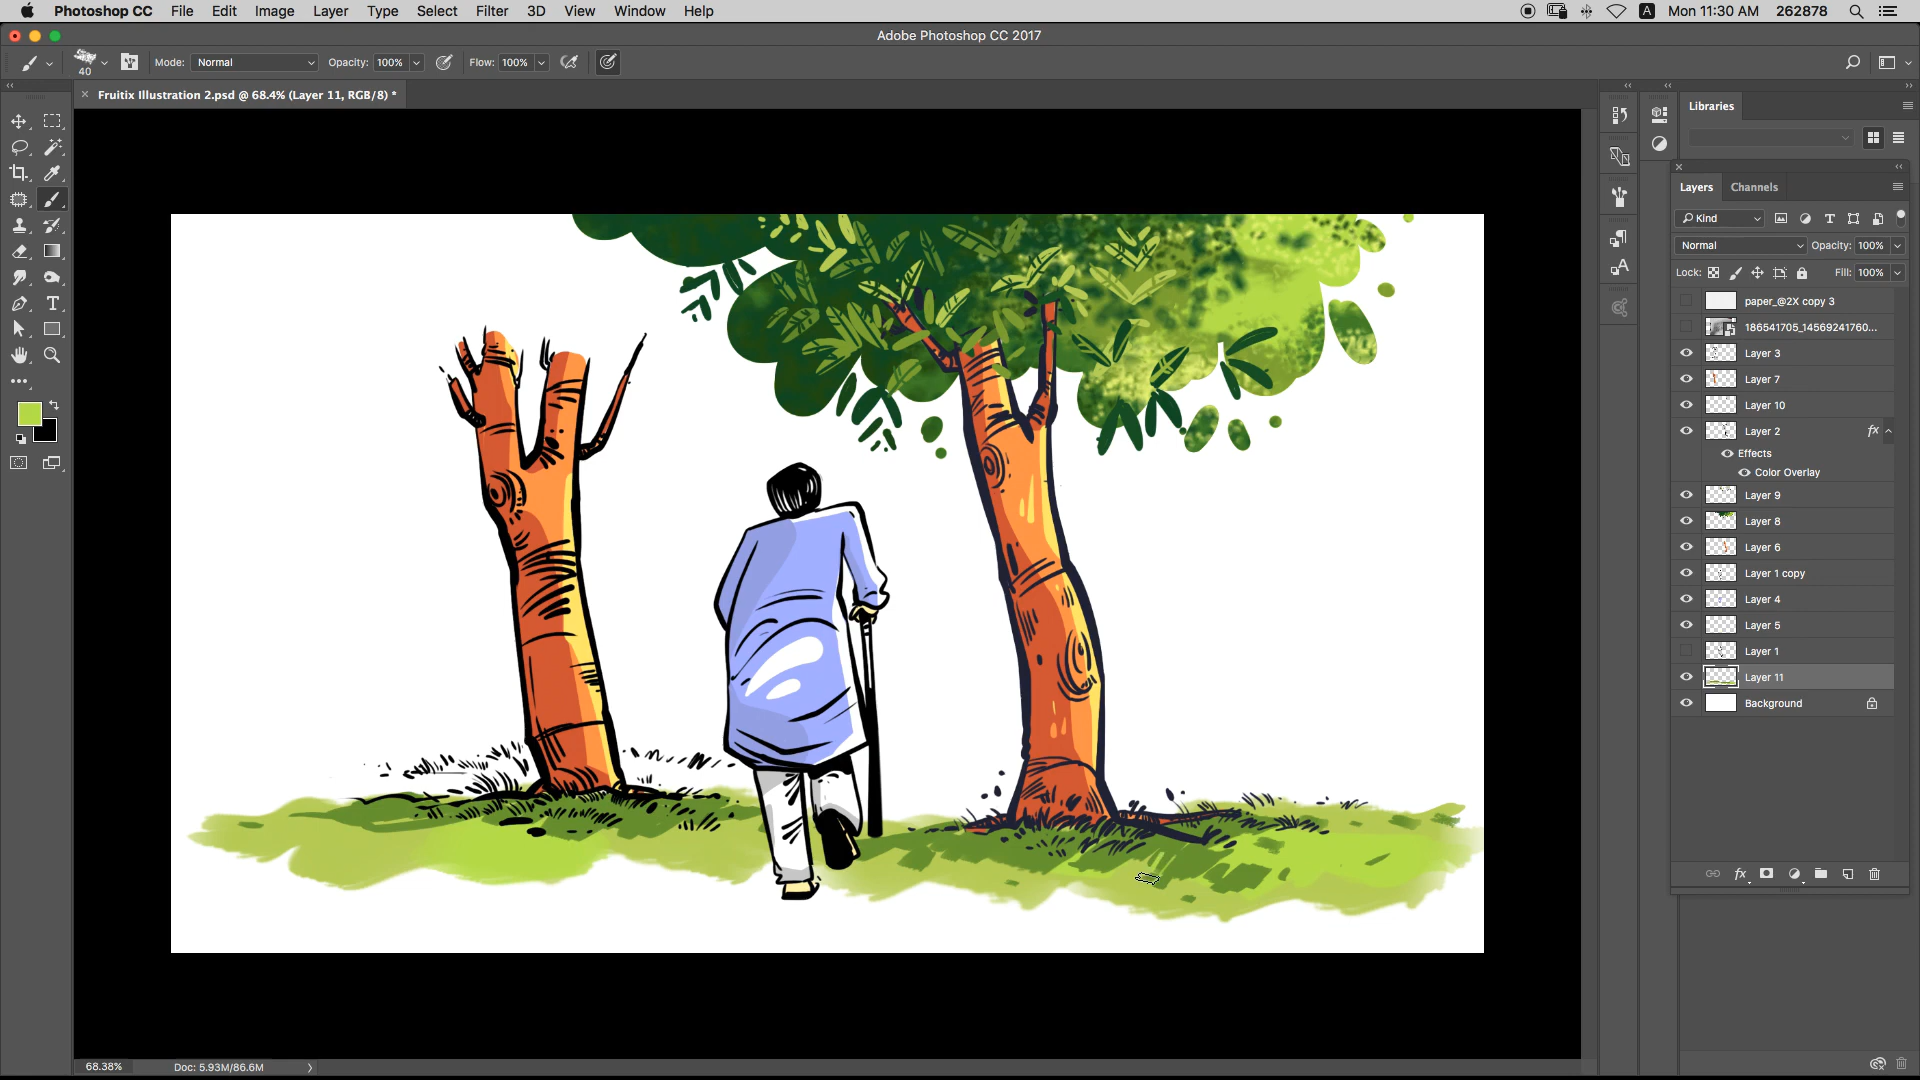 Photoshop CC File Edit Image Layer Type Select Filter 3D View Window Help A Mon 11:30 AM 262878
Adobe Photoshop CC 2017
40 Mode: Normal Opacity: 100% Flow: 100%
× Fruitix Illustration 2.psd @ 68.4% (Layer 11, RGB/8) *
Libraries
Layers Channels
Kind
Normal Opacity: 100%
Lock: Fill: 100%
paper_@2X copy 3
186541705_14569241760...
Layer 3
Layer 7
Layer 10
Layer 2 fx
Effects
Color Overlay
Layer 9
Layer 8
Layer 6
Layer 1 copy
Layer 4
Layer 5
Layer 1
Layer 11
Background
fx
68.38% Doc: 5.93M/86.6M